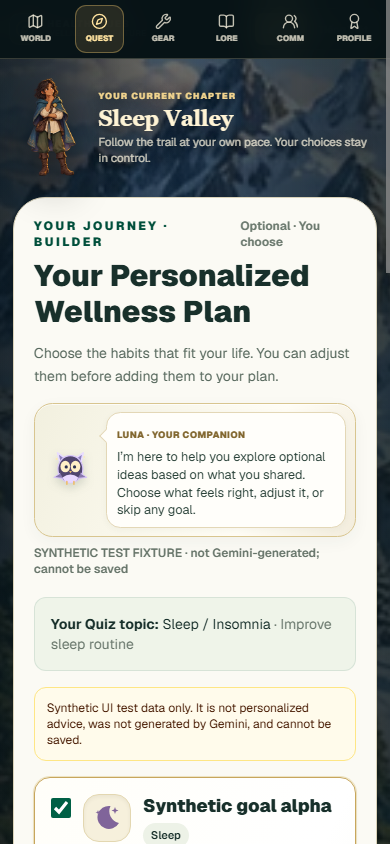 WORLD
QUEST
GEAR
LORE
COMM
PROFILE
YOUR CURRENT CHAPTER
Sleep Valley
Follow the trail at your own pace. Your choices stay
in control.
YOUR JOURNEY ·
BUILDER
Optional · You
choose
Your Personalized
Wellness Plan
Choose the habits that fit your life. You can adjust
them before adding them to your plan.
LUNA · YOUR COMPANION
I'm here to help you explore optional
ideas based on what you shared.
Choose what feels right, adjust it, or
skip any goal.
SYNTHETIC TEST FIXTURE · not Gemini-generated;
cannot be saved
Your Quiz topic: Sleep / Insomnia · Improve
sleep routine
Synthetic UI test data only. It is not personalized
advice, was not generated by Gemini, and cannot be
saved.
Synthetic goal alpha
Sleep